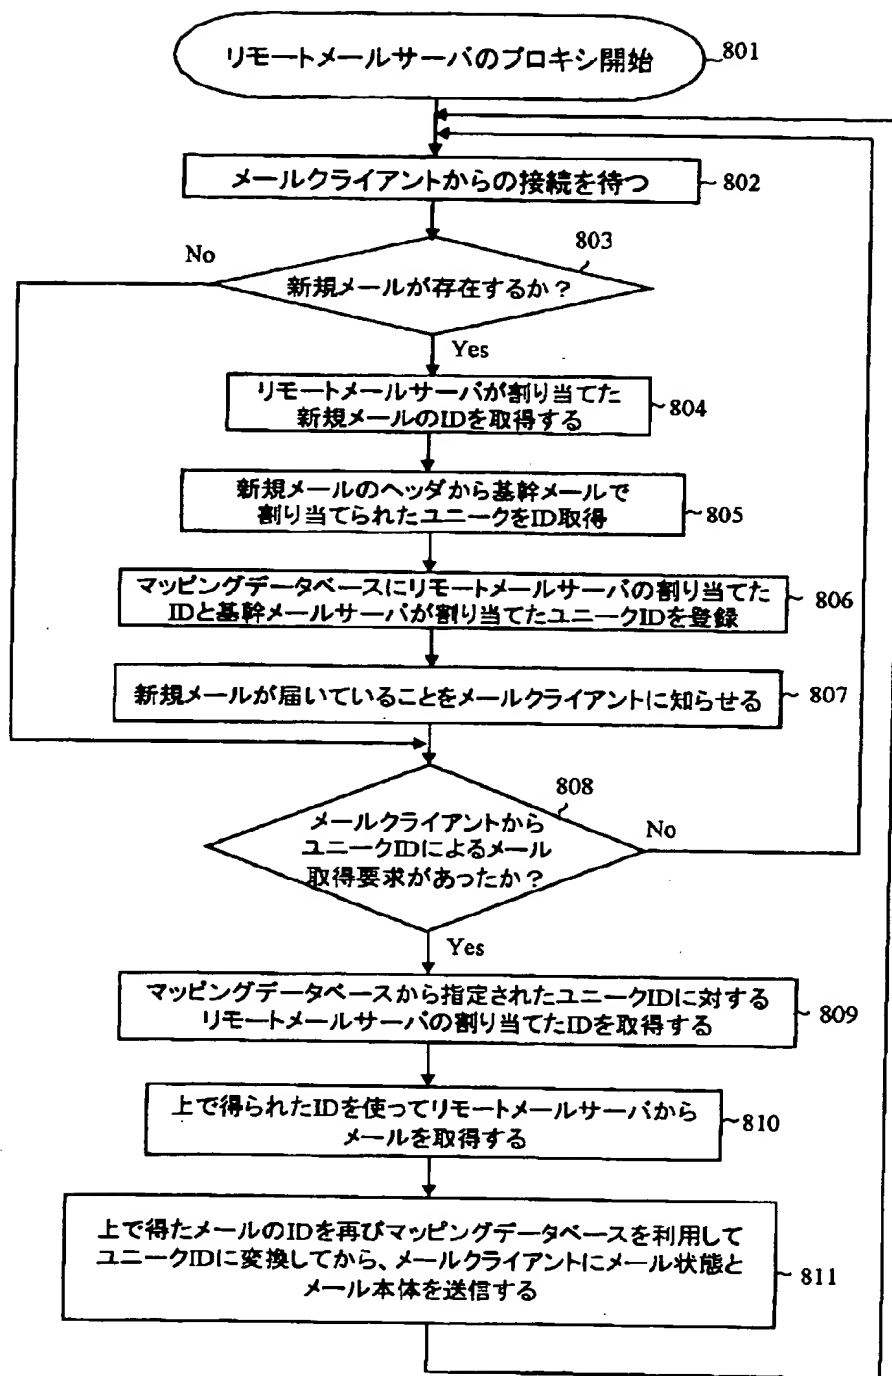 リモートメールサーバのプロキシ開始
801
メールクライアントからの接続を待つ
802
803
No
新規メールが存在するか？
Yes
リモートメールサーバが割り当てた
新規メールのIDを取得する
804
新規メールのヘッダから基幹メールで
割り当てられたユニークをID取得
805
マッピングデータベースにリモートメールサーバの割り当てた
IDと基幹メールサーバが割り当てたユニークIDを登録
806
新規メールが届いていることをメールクライアントに知らせる
807
808
メールクライアントから
ユニークIDによるメール
取得要求があったか？
No
Yes
マッピングデータベースから指定されたユニークIDに対する
リモートメールサーバの割り当てたIDを取得する
809
上で得られたIDを使ってリモートメールサーバから
メールを取得する
810
上で得たメールのIDを再びマッピングデータベースを利用して
ユニークIDに変換してから、メールクライアントにメール状態と
メール本体を送信する
811